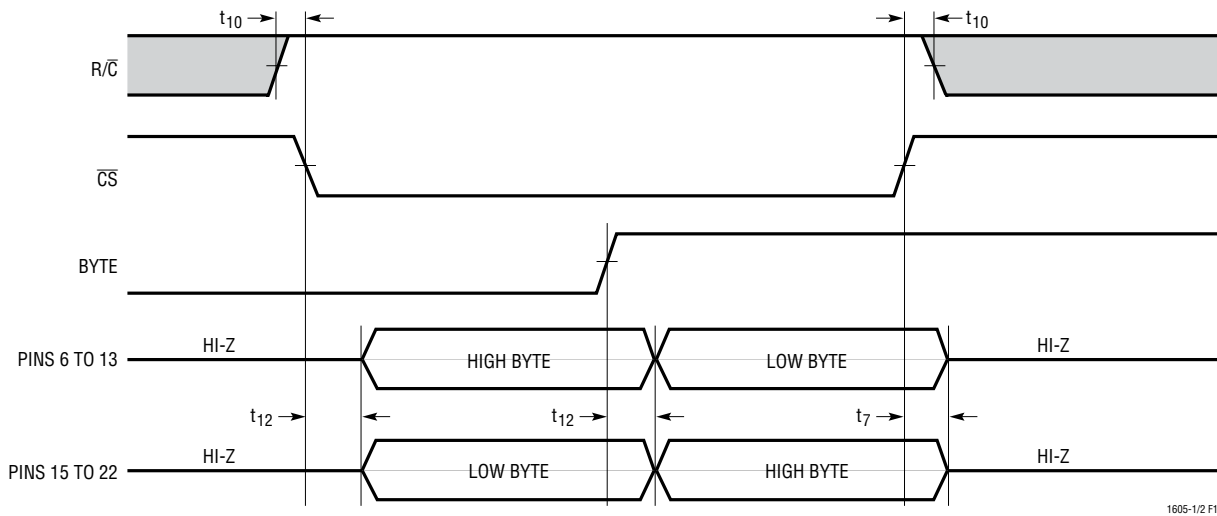 t10 t10
R/C̅
C̅S̅
BYTE
PINS 6 TO 13 HI-Z HIGH BYTE LOW BYTE HI-Z
t12 t12 t7
PINS 15 TO 22 HI-Z LOW BYTE HIGH BYTE HI-Z
1605-1/2 F1